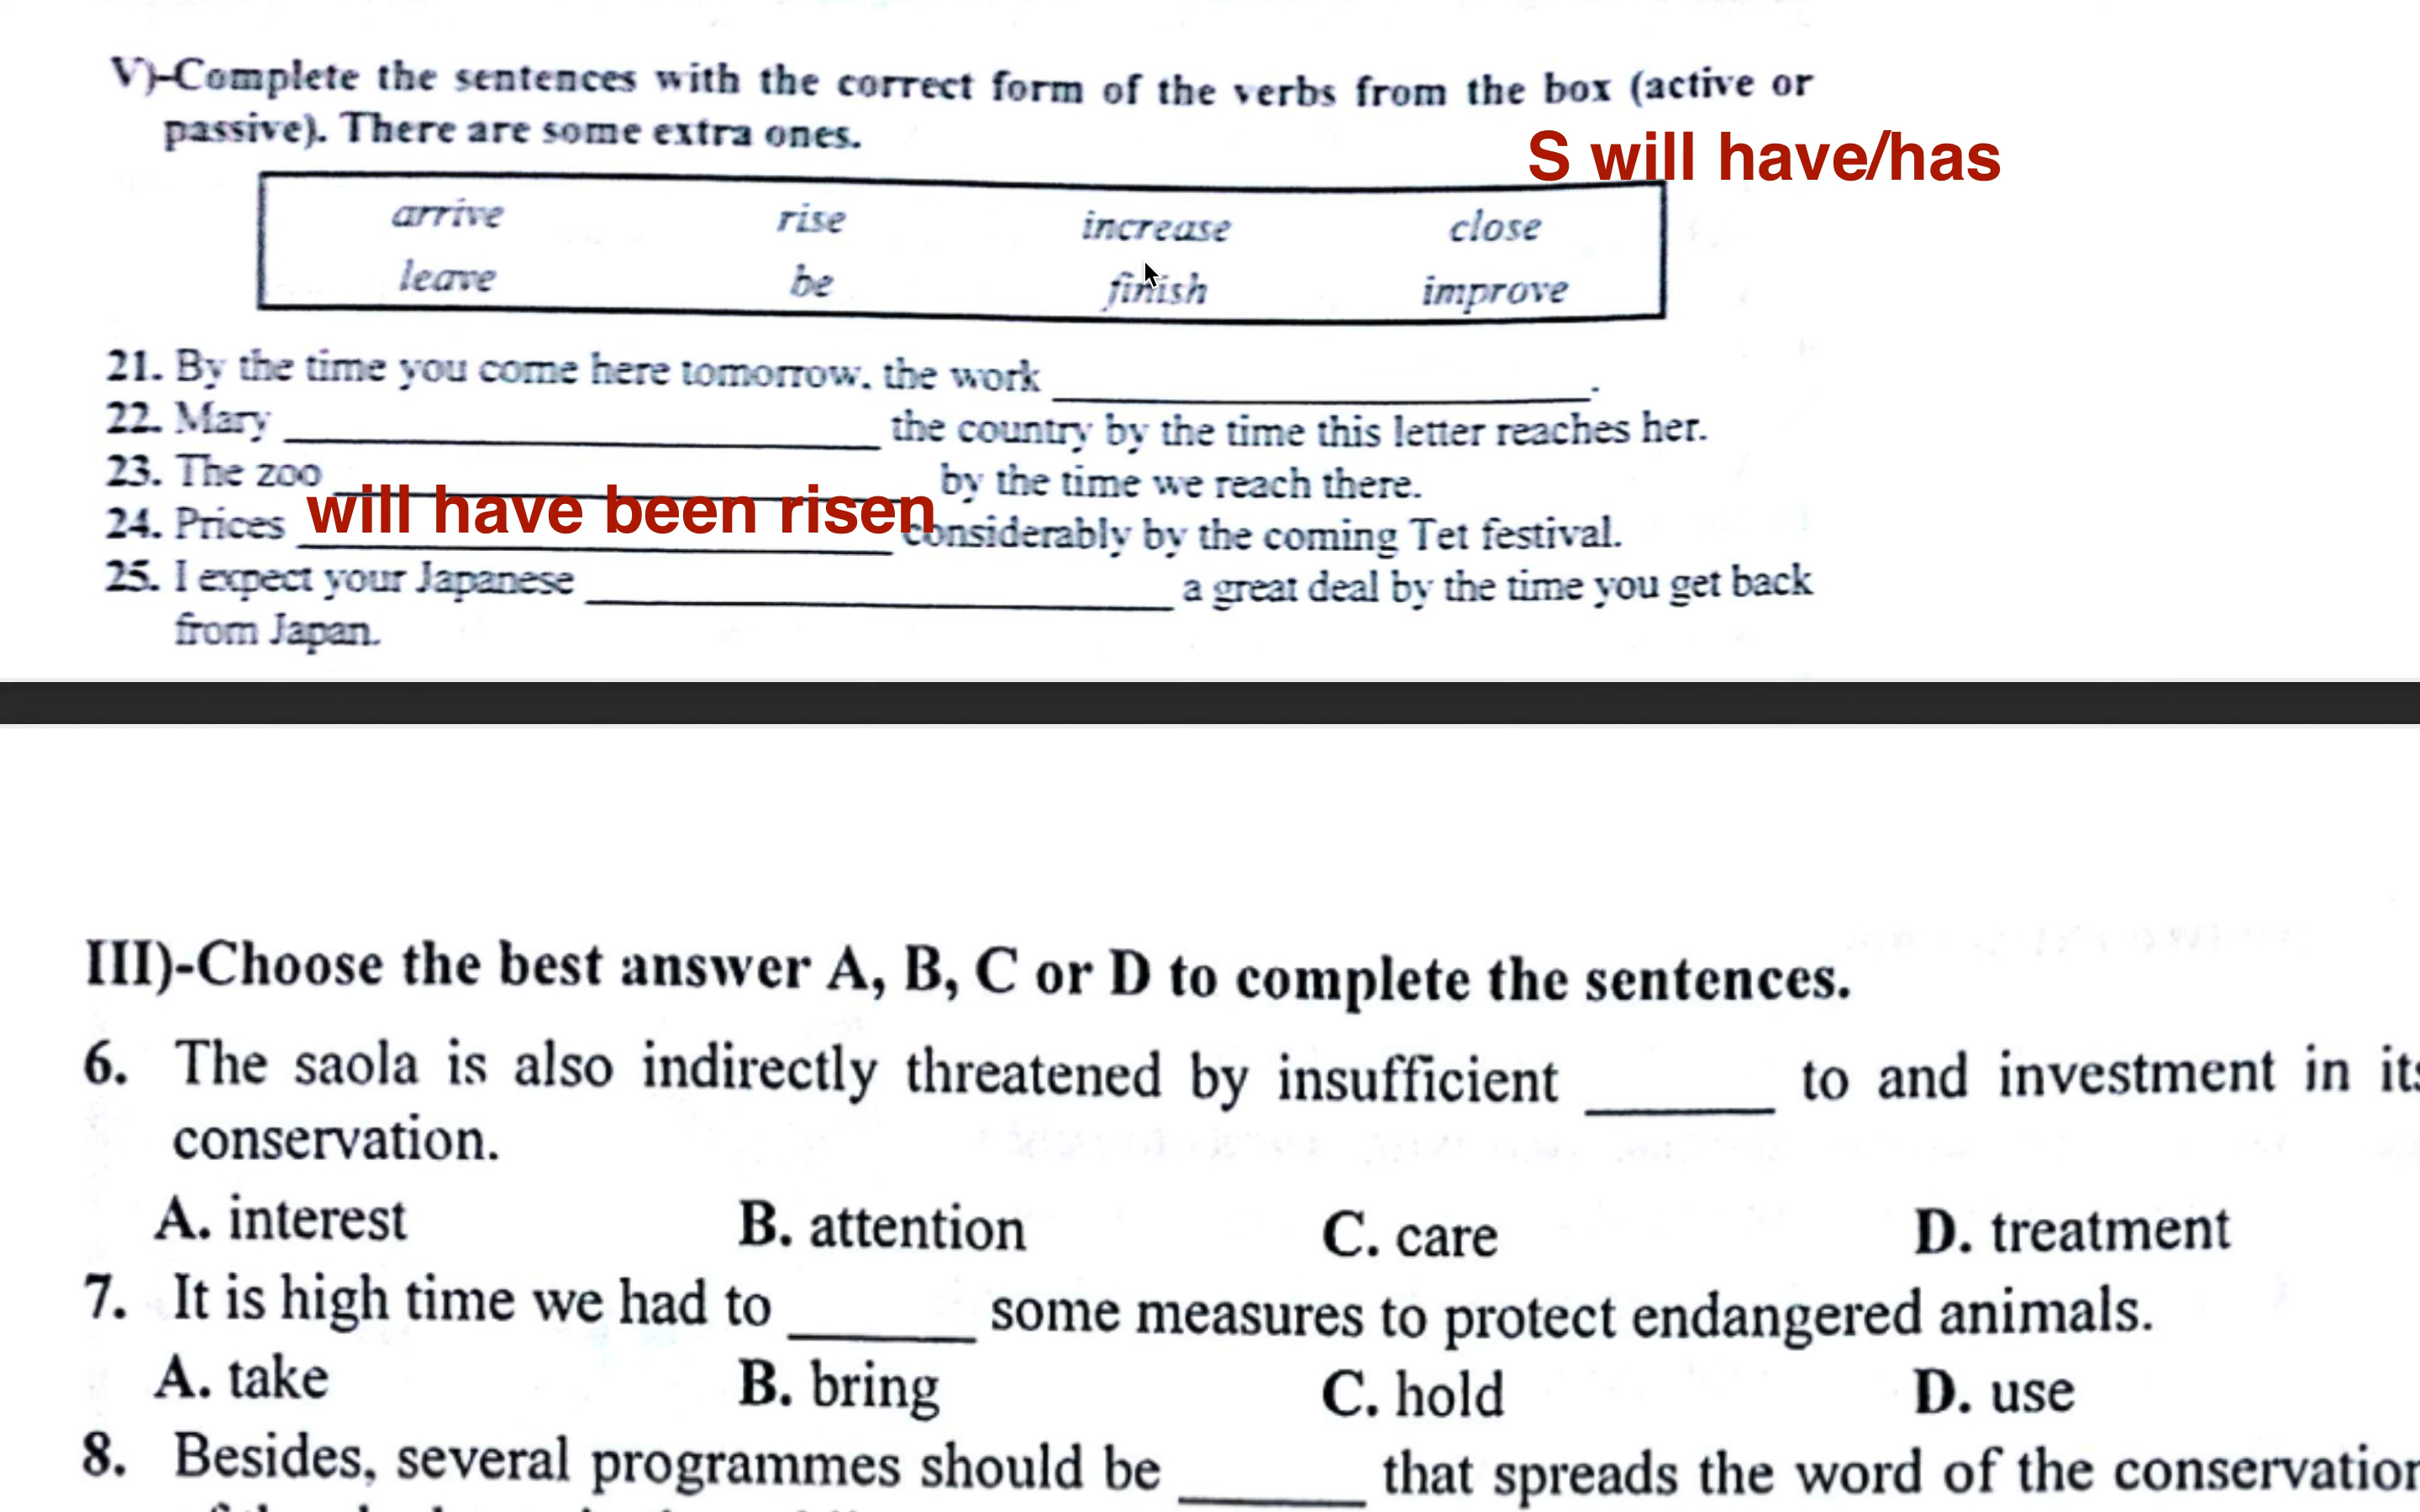 V)-Complete the sentences with the correct form of the verbs from the box (active or
passive). There are some extra ones.
S will have/has
arrive rise increase close
leave be finish improve
21. By the time you come here tomorrow, the work ____________.
22. Mary ____________ the country by the time this letter reaches her.
23. The zoo ____________ by the time we reach there.
will have been risen
24. Prices ____________ considerably by the coming Tet festival.
25. I expect your Japanese ____________ a great deal by the time you get back
from Japan.
III)-Choose the best answer A, B, C or D to complete the sentences.
6. The saola is also indirectly threatened by insufficient ______ to and investment in its
conservation.
A. interest B. attention C. care D. treatment
7. It is high time we had to ______ some measures to protect endangered animals.
A. take B. bring C. hold D. use
8. Besides, several programmes should be ______ that spreads the word of the conservation